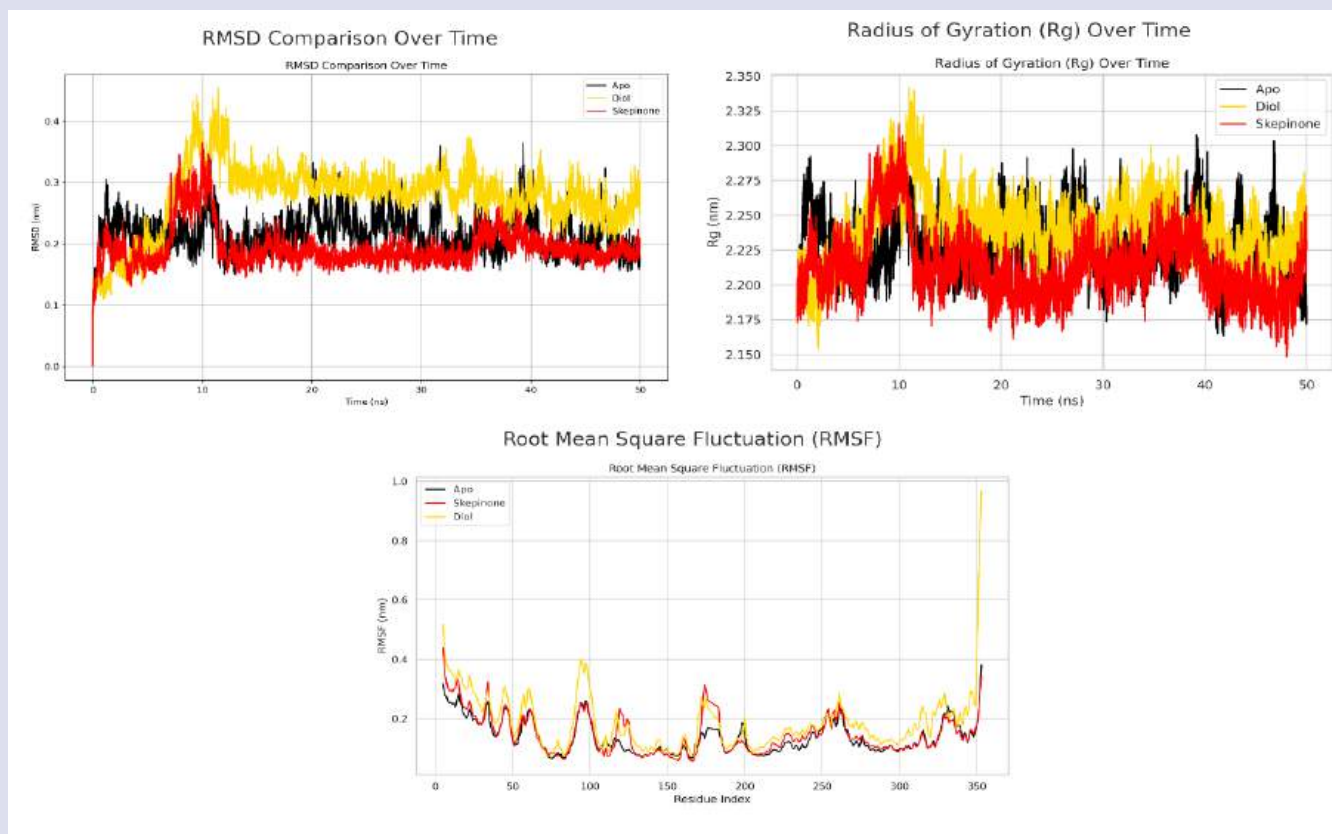 RMSD Comparison Over Time
RMSD Comparison Over Time
Apo
Diol
Skepinone
0.4
0.3
0.2
0.1
0.0
RMSD (nm)
0
10
20
30
40
50
Time (ns)
Radius of Gyration (Rg) Over Time
Radius of Gyration (Rg) Over Time
Apo
Diol
Skepinone
2.350
2.325
2.300
2.275
2.250
2.225
2.200
2.175
2.150
Rg (nm)
0
10
20
30
40
50
Time (ns)
Root Mean Square Fluctuation (RMSF)
Root Mean Square Fluctuation (RMSF)
Apo
Skepinone
Diol
1.0
0.8
0.6
0.4
0.2
RMSF (nm)
0
50
100
150
200
250
300
350
Residue Index